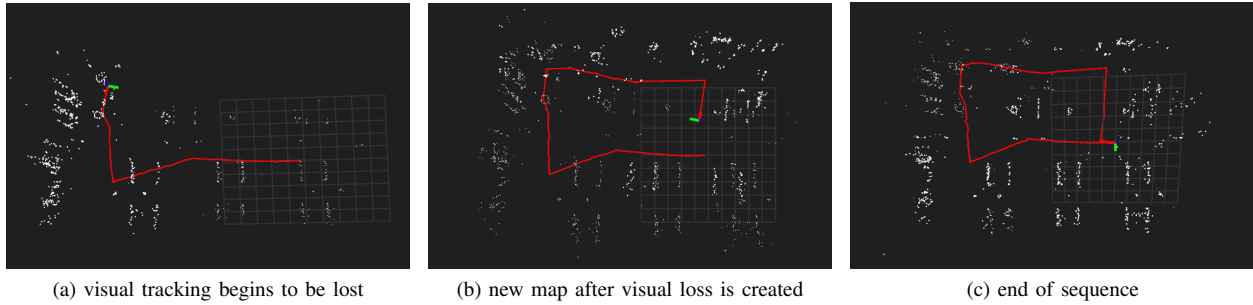 (a) visual tracking begins to be lost
(b) new map after visual loss is created
(c) end of sequence